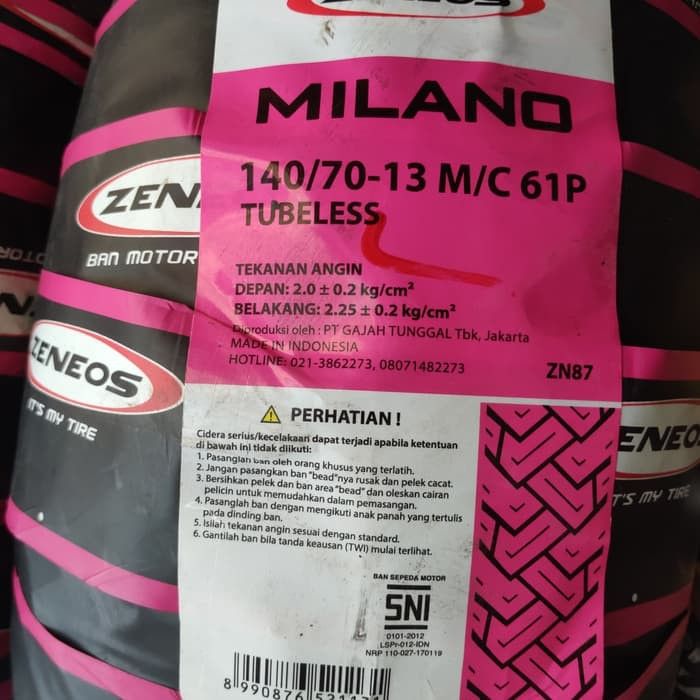 MILANO
140/70-13 M/C 61P
TUBELESS
TEKANAN ANGIN
DEPAN: 2.0 ± 0.2 kg/cm²
BELAKANG: 2.25 ± 0.2 kg/cm²
Diproduksi oleh : PT GAJAH TUNGGAL Tbk, Jakarta
MADE IN INDONESIA
HOTLINE: 021-3862273, 08071482273
ZN87
⚠ PERHATIAN !
Cidera serius/kecelakaan dapat terjadi apabila ketentuan
di bawah ini tidak diikuti:
1. Pasanglah ban oleh orang khusus yang terlatih.
2. Jangan pasangkan ban "bead"nya rusak dan pelek cacat.
3. Bersihkan pelek dan ban area "bead" dan oleskan cairan
pelicin untuk memudahkan dalam pemasangan.
4. Pasanglah ban dengan mengikuti anak panah yang tertulis
pada dinding ban.
5. Isilah tekanan angin sesuai dengan standard.
6. Gantilah ban bila tanda keausan (TWI) mulai terlihat.
BAN SEPEDA MOTOR
SNI
0101-2012
LSPr-012-IDN
NRP 110-027-170119
ZEN
BAN MOTOR
ZENEOS
IT'S MY TIRE
ZENEO
T'S MY TIRE